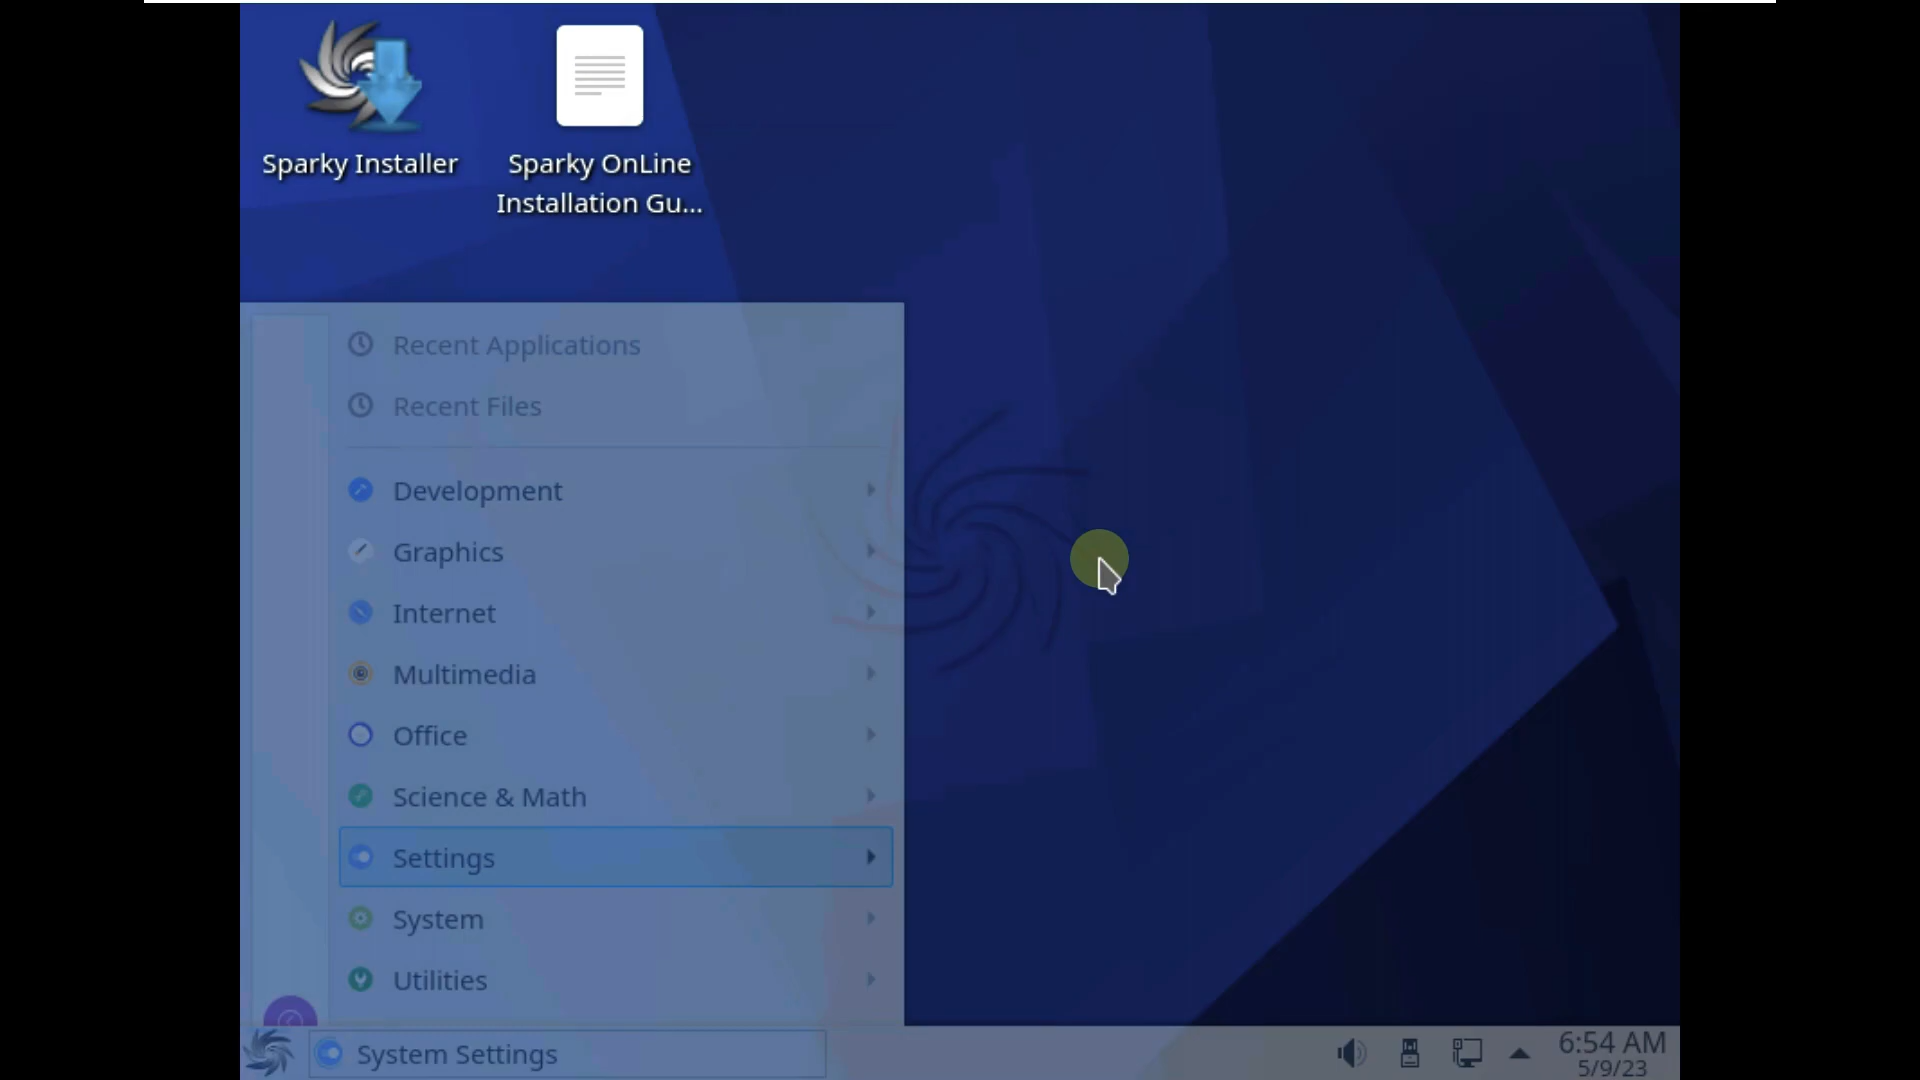 Sparky Installer
Sparky OnLine
Installation Gu...
Recent Applications
Recent Files
Development
Graphics
Internet
Multimedia
Office
Science & Math
Settings
System
Utilities
System Settings
6:54 AM
5/9/23